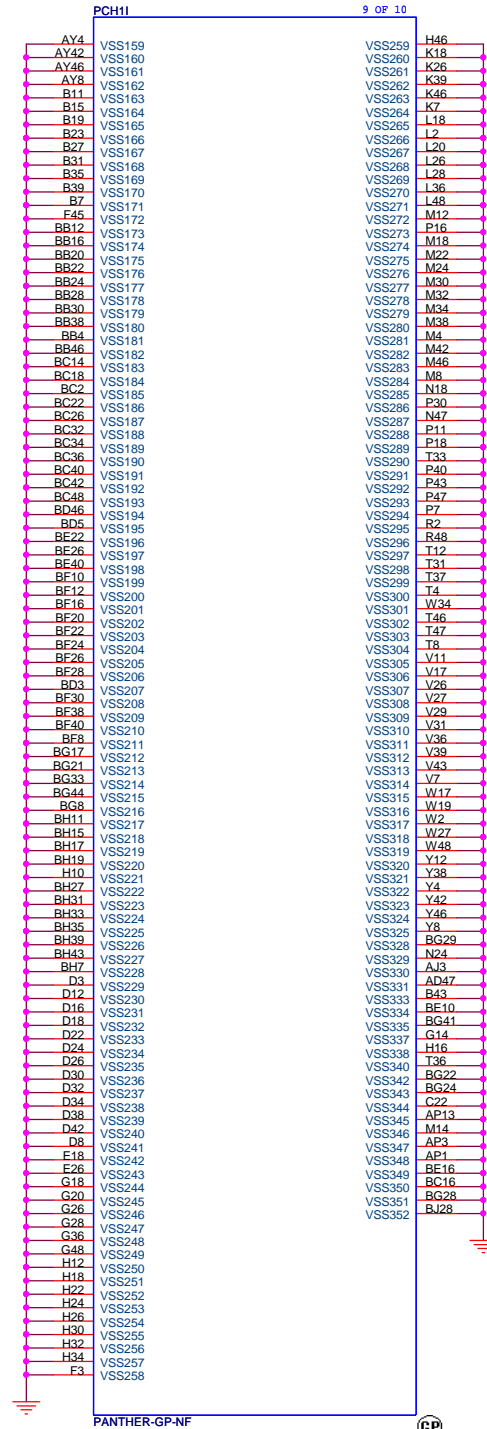 PCH1I
9 OF 10
AY4 VSS159
AY42 VSS160
AY46 VSS161
AY8 VSS162
B11 VSS163
B15 VSS164
B19 VSS165
B23 VSS166
B27 VSS167
B31 VSS168
B35 VSS169
B39 VSS170
B7 VSS171
F45 VSS172
BB12 VSS173
BB16 VSS174
BB20 VSS175
BB22 VSS176
BB24 VSS177
BB28 VSS178
BB30 VSS179
BB38 VSS180
BB4 VSS181
BB46 VSS182
BC14 VSS183
BC18 VSS184
BC2 VSS185
BC22 VSS186
BC26 VSS187
BC32 VSS188
BC34 VSS189
BC36 VSS190
BC40 VSS191
BC42 VSS192
BC48 VSS193
BD46 VSS194
BD5 VSS195
BE22 VSS196
BE26 VSS197
BE40 VSS198
BF10 VSS199
BF12 VSS200
BF16 VSS201
BF20 VSS202
BF22 VSS203
BF24 VSS204
BF26 VSS205
BF28 VSS206
BD3 VSS207
BF30 VSS208
BF38 VSS209
BF40 VSS210
BF8 VSS211
BG17 VSS212
BG21 VSS213
BG33 VSS214
BG44 VSS215
BG8 VSS216
BH11 VSS217
BH15 VSS218
BH17 VSS219
BH19 VSS220
H10 VSS221
BH27 VSS222
BH31 VSS223
BH33 VSS224
BH35 VSS225
BH39 VSS226
BH43 VSS227
BH7 VSS228
D3 VSS229
D12 VSS230
D16 VSS231
D18 VSS232
D22 VSS233
D24 VSS234
D26 VSS235
D30 VSS236
D32 VSS237
D34 VSS238
D38 VSS239
D42 VSS240
D8 VSS241
E18 VSS242
E26 VSS243
G18 VSS244
G20 VSS245
G26 VSS246
G28 VSS247
G36 VSS248
G48 VSS249
H12 VSS250
H18 VSS251
H22 VSS252
H24 VSS253
H26 VSS254
H30 VSS255
H32 VSS256
H34 VSS257
F3 VSS258
VSS259 H46
VSS260 K18
VSS261 K26
VSS262 K39
VSS263 K46
VSS264 K7
VSS265 L18
VSS266 L2
VSS267 L20
VSS268 L26
VSS269 L28
VSS270 L36
VSS271 L48
VSS272 M12
VSS273 P16
VSS274 M18
VSS275 M22
VSS276 M24
VSS277 M30
VSS278 M32
VSS279 M34
VSS280 M38
VSS281 M4
VSS282 M42
VSS283 M46
VSS284 M8
VSS285 N18
VSS286 P30
VSS287 N47
VSS288 P11
VSS289 P18
VSS290 T33
VSS291 P40
VSS292 P43
VSS293 P47
VSS294 P7
VSS295 R2
VSS296 R48
VSS297 T12
VSS298 T31
VSS299 T37
VSS300 T4
VSS301 W34
VSS302 T46
VSS303 T47
VSS304 T8
VSS305 V11
VSS306 V17
VSS307 V26
VSS308 V27
VSS309 V29
VSS310 V31
VSS311 V36
VSS312 V39
VSS313 V43
VSS314 V7
VSS315 W17
VSS316 W19
VSS317 W2
VSS318 W27
VSS319 W48
VSS320 Y12
VSS321 Y38
VSS322 Y4
VSS323 Y42
VSS324 Y46
VSS325 Y8
VSS328 BG29
VSS329 N24
VSS330 AJ3
VSS331 AD47
VSS333 B43
VSS334 BE10
VSS335 BG41
VSS337 G14
VSS338 H16
VSS340 T36
VSS342 BG22
VSS343 BG24
VSS344 C22
VSS345 AP13
VSS346 M14
VSS347 AP3
VSS348 AP1
VSS349 BE16
VSS350 BC16
VSS351 BG28
VSS352 BJ28
PANTHER-GP-NF
GP